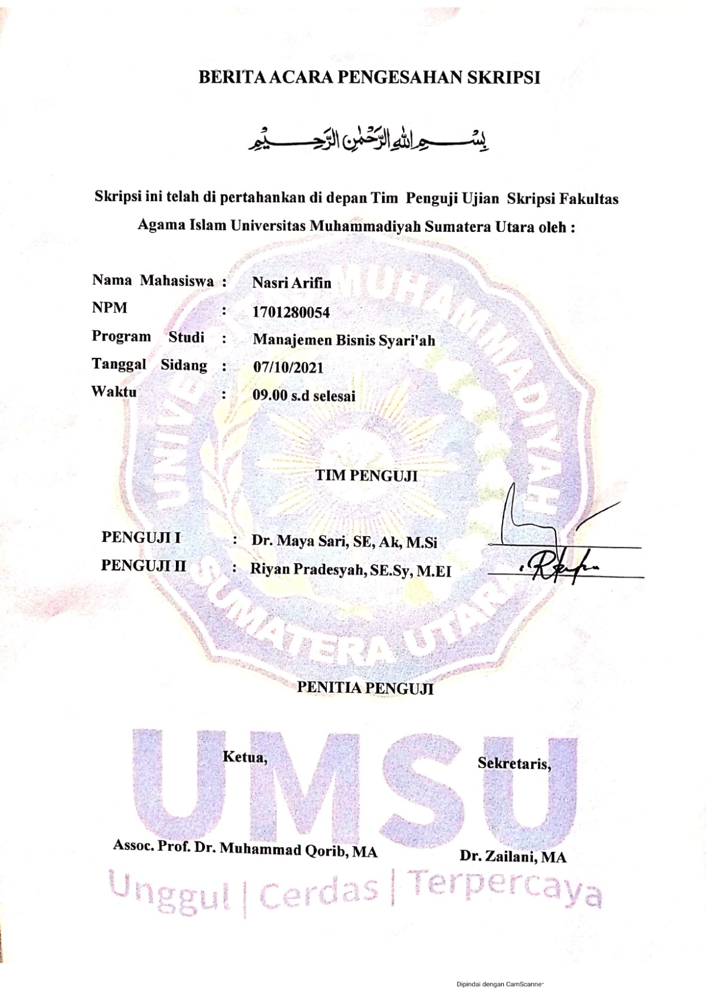 BERITA ACARA PENGESAHAN SKRIPSI
بِسْمِ اللهِ الرَّحْمٰنِ الرَّحِيْمِ
Skripsi ini telah di pertahankan di depan Tim Penguji Ujian Skripsi Fakultas
Agama Islam Universitas Muhammadiyah Sumatera Utara oleh :
Nama Mahasiswa : Nasri Arifin
NPM : 1701280054
Program Studi : Manajemen Bisnis Syari'ah
Tanggal Sidang : 07/10/2021
Waktu : 09.00 s.d selesai
UNIVERSITAS MUHAMMADIYAH
TIM PENGUJI
PENGUJI I : Dr. Maya Sari, SE, Ak, M.Si
PENGUJI II : Riyan Pradesyah, SE.Sy, M.EI
SUMATERA UTARA
PENITIA PENGUJI
UMSU
Ketua, Sekretaris,
Assoc. Prof. Dr. Muhammad Qorib, MA Dr. Zailani, MA
Unggul | Cerdas | Terpercaya
Dipindai dengan CamScanner